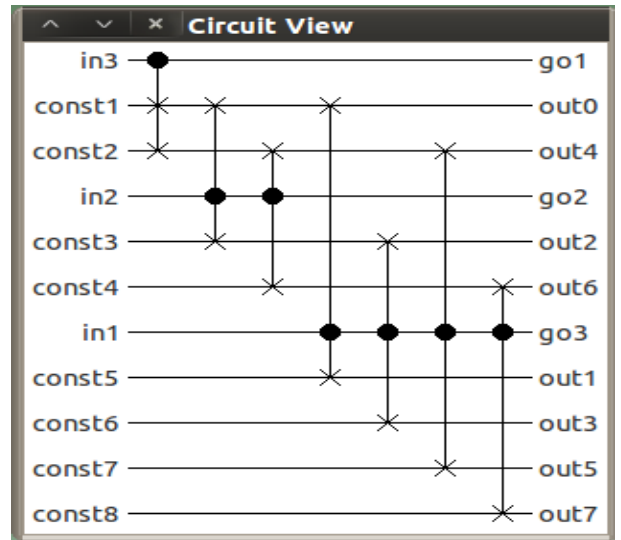 Circuit View
in3 go1
const1 out0
const2 out4
in2 go2
const3 out2
const4 out6
in1 go3
const5 out1
const6 out3
const7 out5
const8 out7